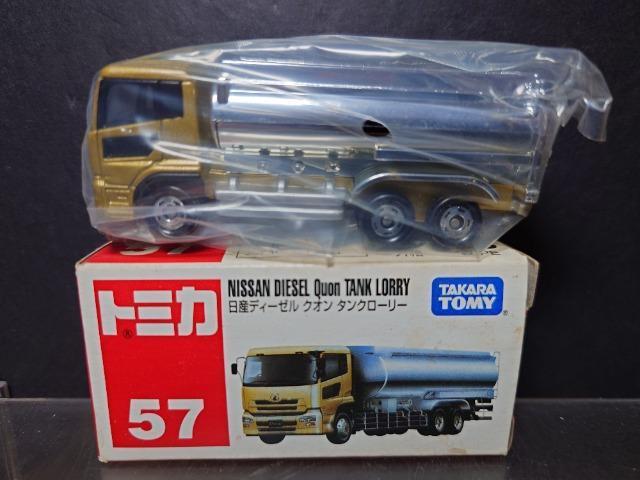 57
トミカ
®
NISSAN DIESEL Quon TANK LORRY
日産ディーゼル クオン タンクローリー
TAKARA
TOMY
®
57